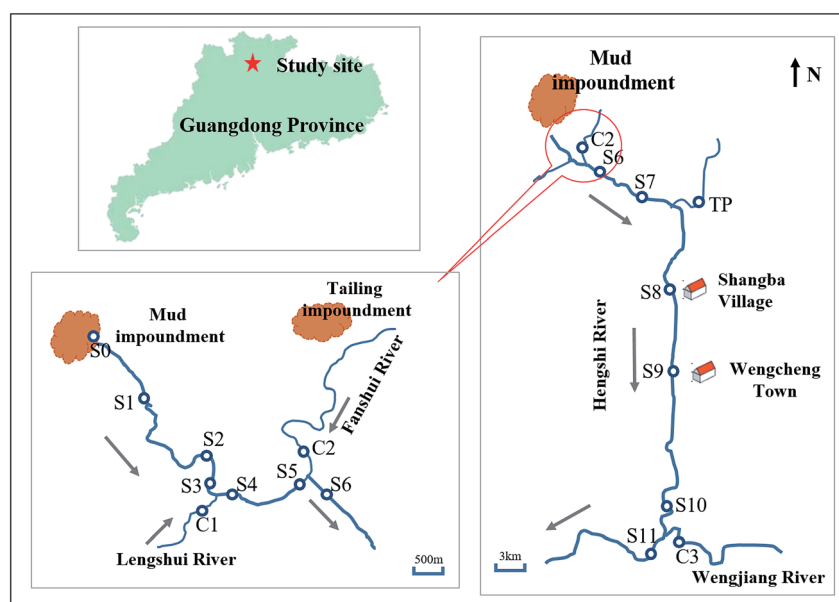 Study site
Guangdong Province
Mud
impoundment
N
C2
S6
S7
TP
S8
Shangba
Village
Hengshi River
S9
Wengcheng
Town
S10
S11
C3
3km
Wengjiang River
Mud
impoundment
Tailing
impoundment
S0
S1
Fanshui River
S2
C2
S3
S4
S5
S6
C1
Lengshui River
500m